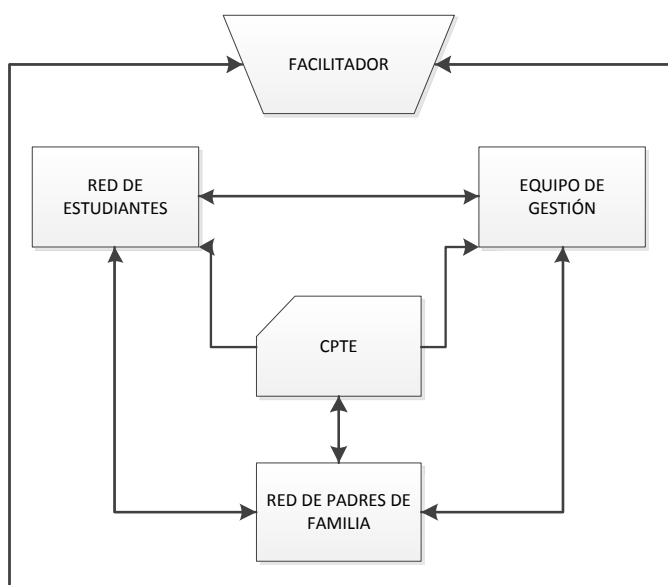 FACILITADOR
RED DE
ESTUDIANTES
EQUIPO DE
GESTIÓN
CPTE
RED DE PADRES DE
FAMILIA